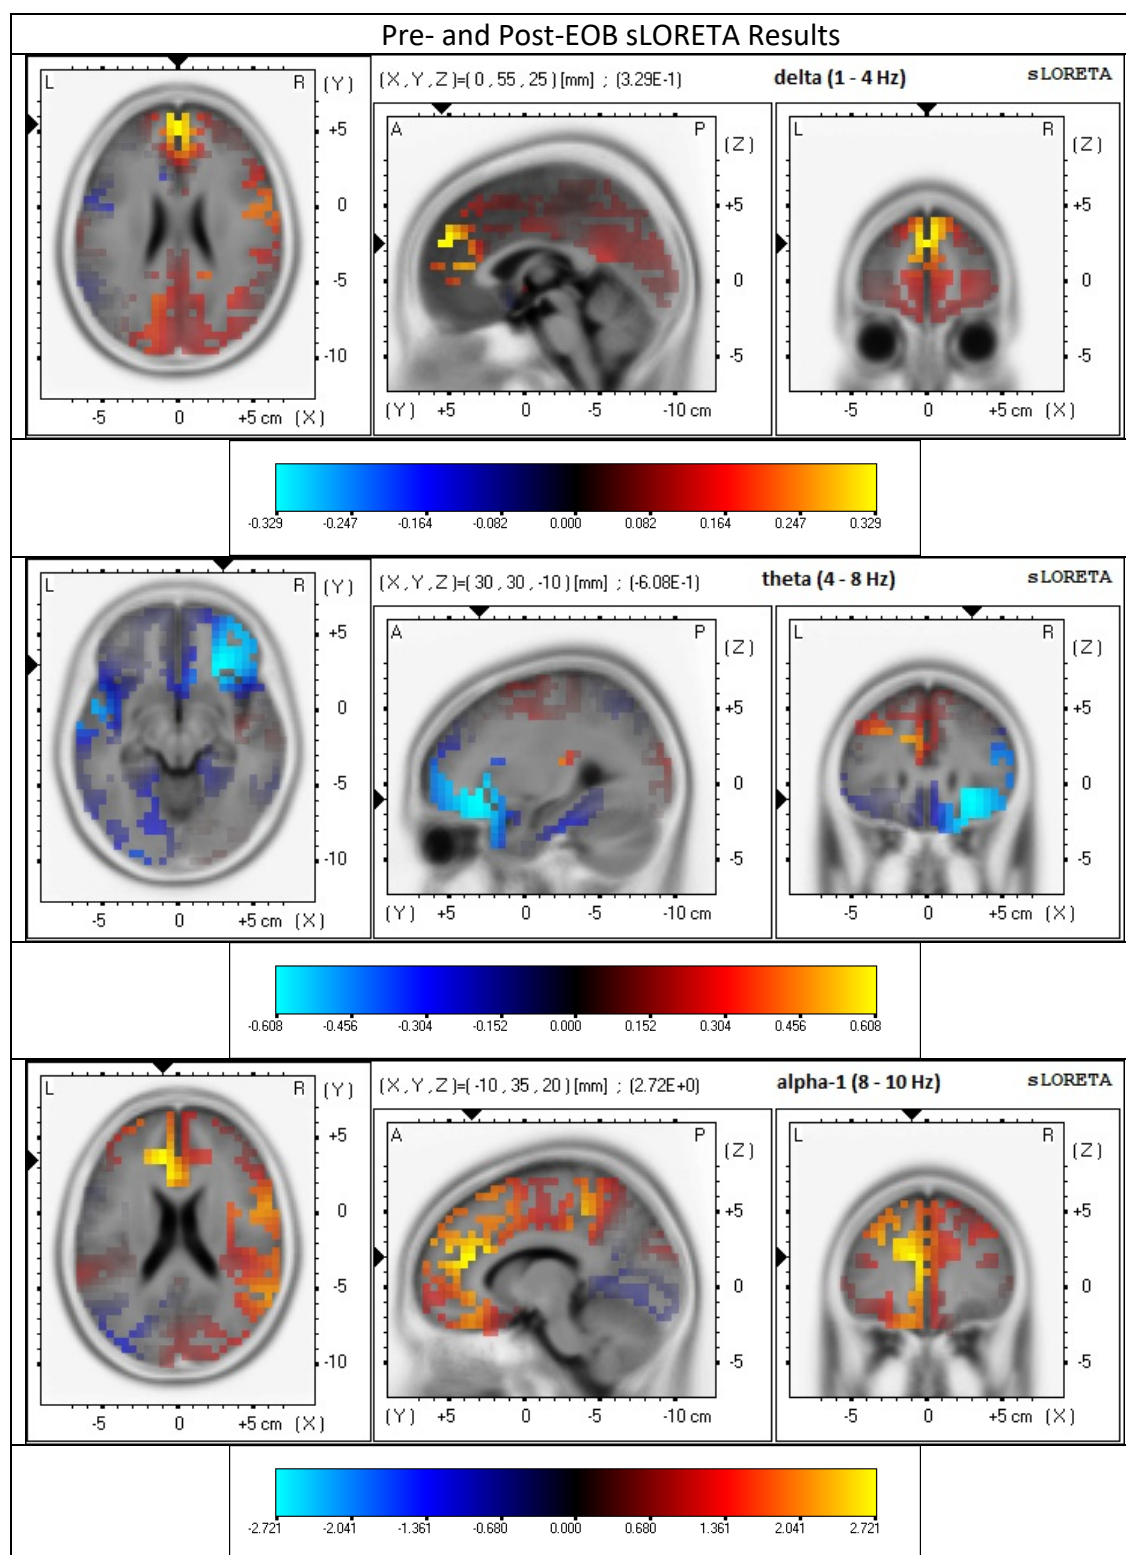 Pre- and Post-EOB sLORETA Results
L R (Y) (X,Y,Z)=(0,55,25)[mm] ; (3.29E-1) delta (1 - 4 Hz) sLORETA
A P (Z) L R (Z)
+5 0 -5 -10
+5 0 -5
+5 0 -5
-5 0 +5 cm (X) (Y) +5 0 -5 -10 cm -5 0 +5 cm (X)
-0.329 -0.247 -0.164 -0.082 0.000 0.082 0.164 0.247 0.329
L R (Y) (X,Y,Z)=(30,30,-10)[mm] ; (-6.08E-1) theta (4 - 8 Hz) sLORETA
A P (Z) L R (Z)
+5 0 -5 -10
+5 0 -5
+5 0 -5
-5 0 +5 cm (X) (Y) +5 0 -5 -10 cm -5 0 +5 cm (X)
-0.608 -0.456 -0.304 -0.152 0.000 0.152 0.304 0.456 0.608
L R (Y) (X,Y,Z)=(-10,35,20)[mm] ; (2.72E+0) alpha-1 (8 - 10 Hz) sLORETA
A P (Z) L R (Z)
+5 0 -5 -10
+5 0 -5
+5 0 -5
-5 0 +5 cm (X) (Y) +5 0 -5 -10 cm -5 0 +5 cm (X)
-2.721 -2.041 -1.361 -0.680 0.000 0.680 1.361 2.041 2.721